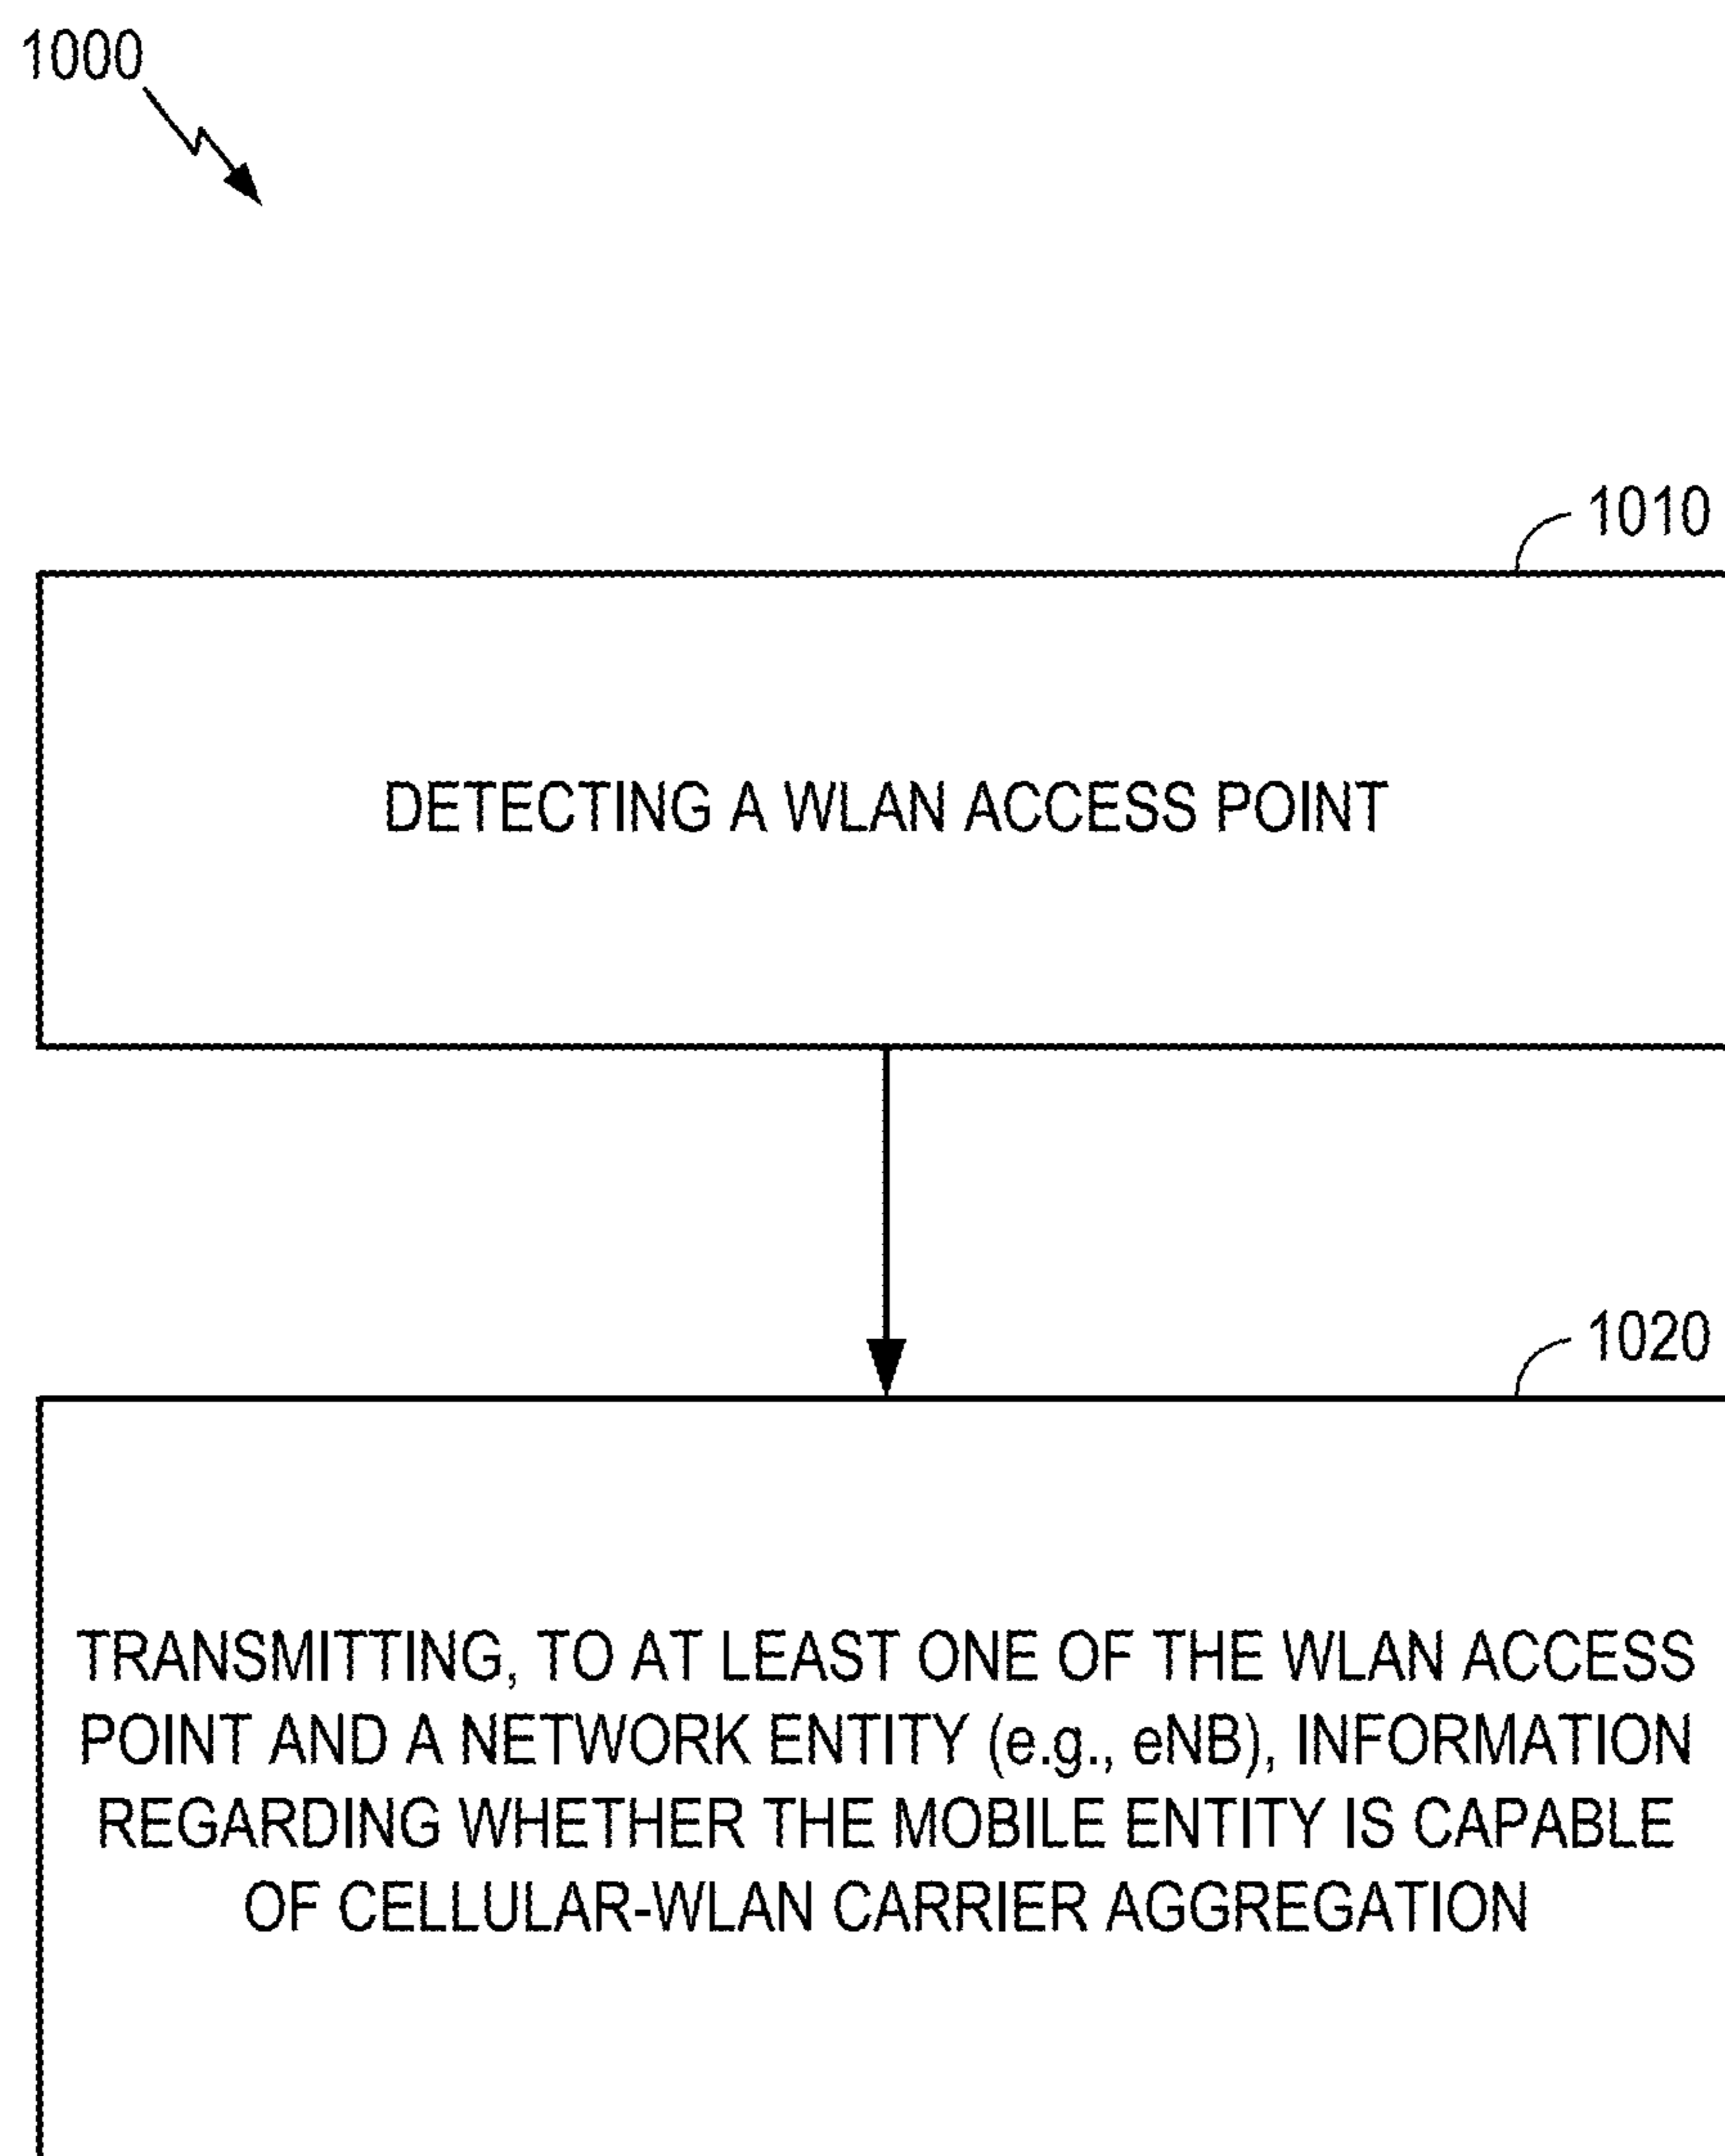 1000
1010
DETECTING A WLAN ACCESS POINT
1020
TRANSMITTING, TO AT LEAST ONE OF THE WLAN ACCESS
POINT AND A NETWORK ENTITY (e.g., eNB), INFORMATION
REGARDING WHETHER THE MOBILE ENTITY IS CAPABLE
OF CELLULAR-WLAN CARRIER AGGREGATION